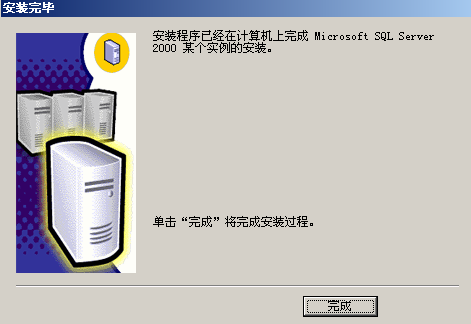 安装完毕
安装程序已经在计算机上完成 Microsoft SQL Server
2000 某个实例的安装。
单击“完成”将完成安装过程。
完成